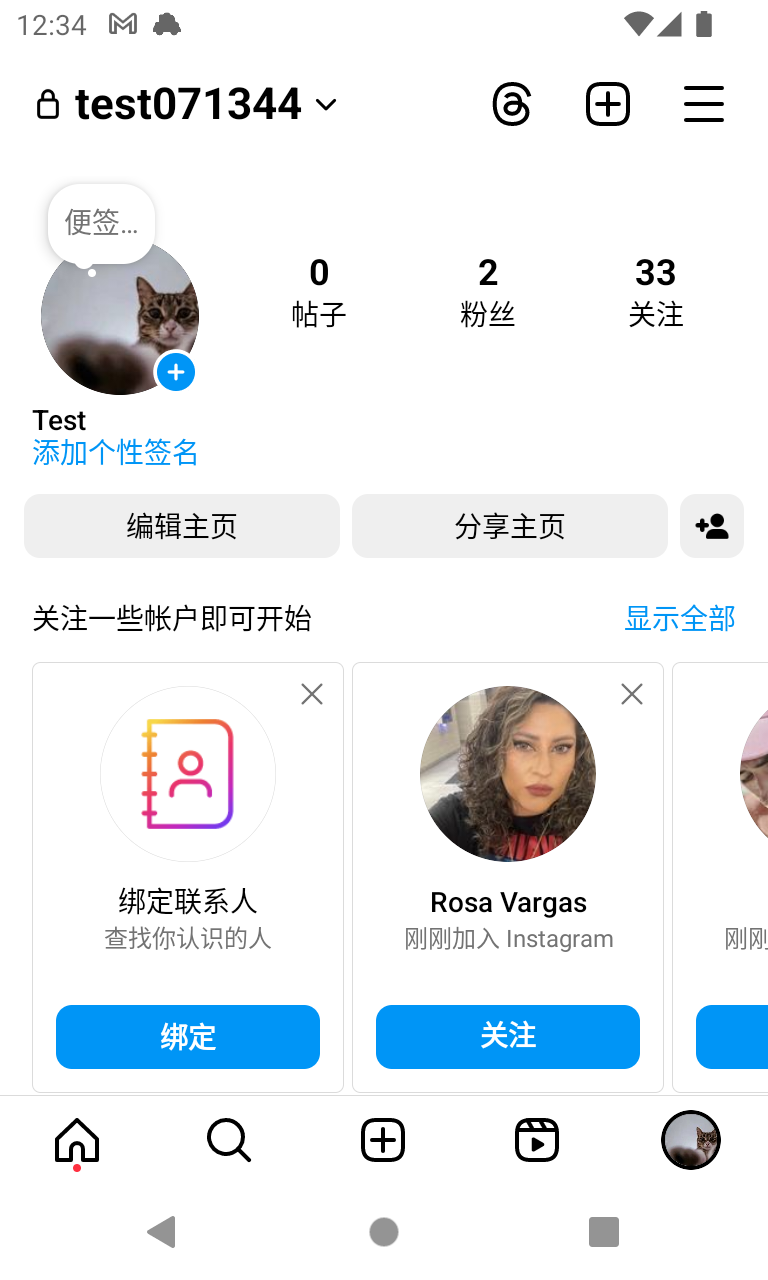 12:34
test071344
便签...
0
帖子
2
粉丝
33
关注
Test
添加个性签名
编辑主页
分享主页
关注一些帐户即可开始
显示全部
绑定联系人
查找你认识的人
绑定
Rosa Vargas
刚刚加入 Instagram
关注
刚刚